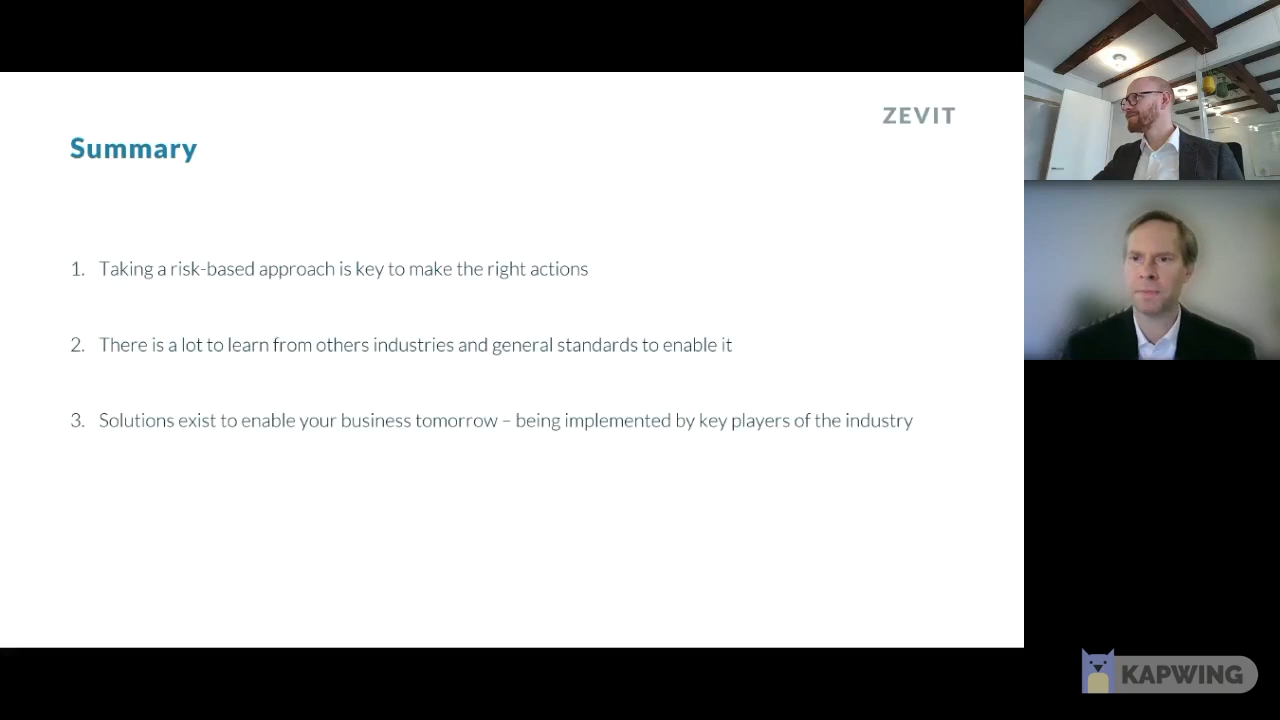 ZEVIT
Summary
1. Taking a risk-based approach is key to make the right actions
2. There is a lot to learn from others industries and general standards to enable it
3. Solutions exist to enable your business tomorrow – being implemented by key players of the industry
KAPWING